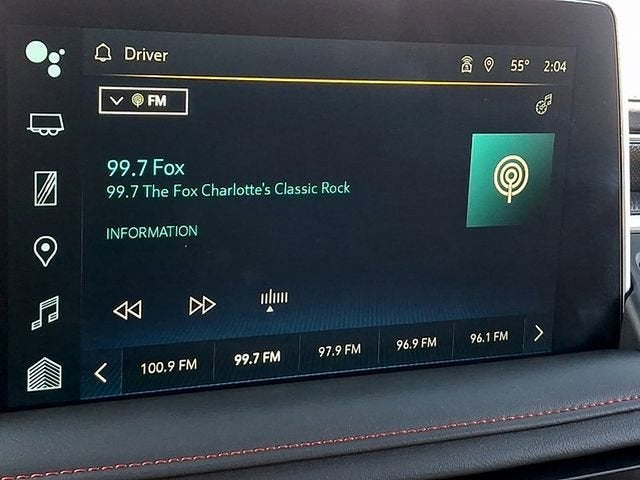 Driver
55° 2:04
FM
99.7 Fox
99.7 The Fox Charlotte's Classic Rock
INFORMATION
100.9 FM 99.7 FM 97.9 FM 96.9 FM 96.1 FM